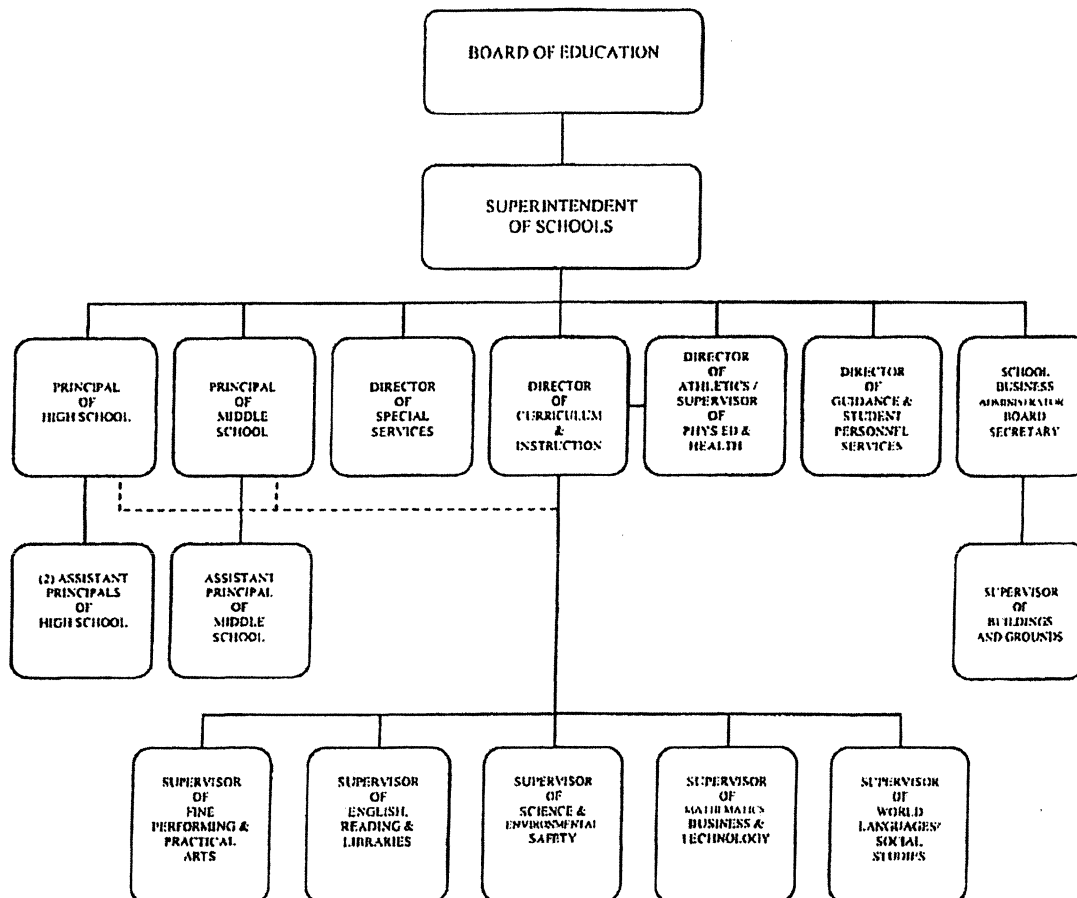 BOARD OF EDUCATION
SUPERINTENDENT
OF SCHOOLS
PRINCIPAL
OF
HIGH SCHOOL
PRINCIPAL
OF
MIDDLE
SCHOOL
DIRECTOR
OF
SPECIAL
SERVICES
DIRECTOR
OF
CURRICULUM
&
INSTRUCTION
DIRECTOR
OF
ATHLETICS /
SUPERVISOR
OF
PHYS ED &
HEALTH
DIRECTOR
OF
GUIDANCE &
STUDENT
PERSONNEL
SERVICES
SCHOOL
BUSINESS
ADMINISTRATOR
BOARD
SECRETARY
(2) ASSISTANT
PRINCIPALS
OF
HIGH SCHOOL
ASSISTANT
PRINCIPAL
OF
MIDDLE
SCHOOL
SUPERVISOR
OF
BUILDINGS
AND GROUNDS
SUPERVISOR
OF
FINE
PERFORMING &
PRACTICAL
ARTS
SUPERVISOR
OF
ENGLISH,
READING &
LIBRARIES
SUPERVISOR
OF
SCIENCE &
ENVIRONMENTAL
SAFETY
SUPERVISOR
OF
MATHEMATICS
BUSINESS &
TECHNOLOGY
SUPERVISOR
OF
WORLD
LANGUAGES/
SOCIAL
STUDIES